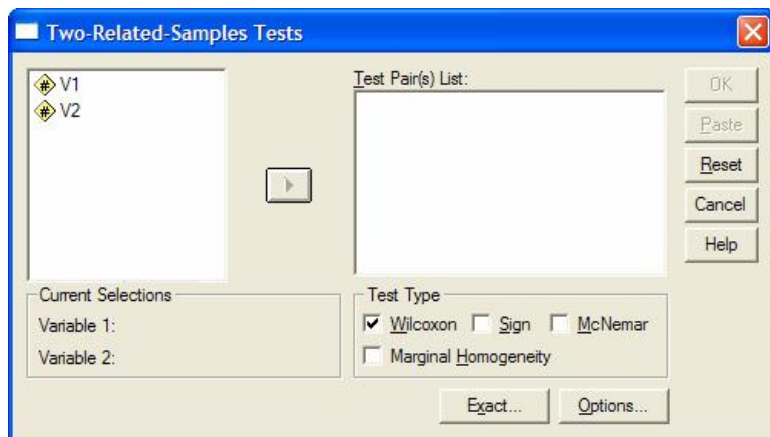 Two-Related-Samples Tests
# V1
# V2
Test Pair(s) List:
OK
Paste
Reset
Cancel
Help
Current Selections
Variable 1:
Variable 2:
Test Type
Wilcoxon Sign McNemar
Marginal Homogeneity
Exact... Options...